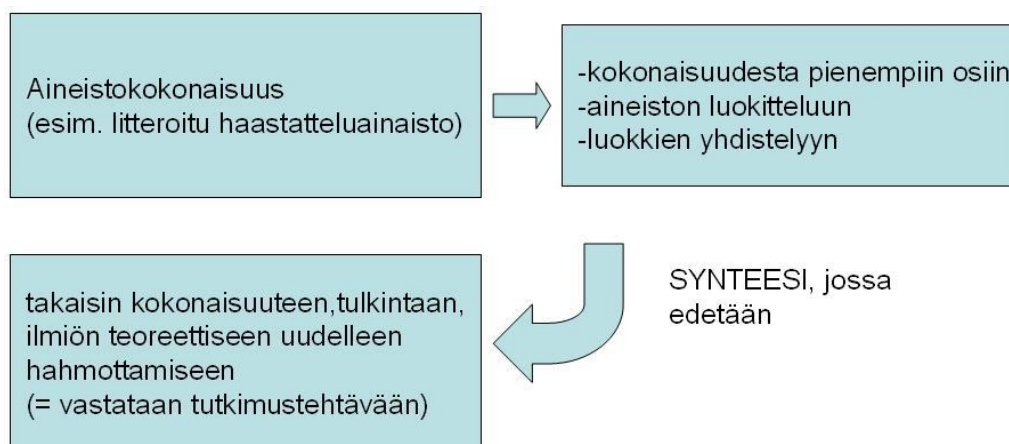 Aineistokokonaisuus
(esim. litteroitu haastatteluainaisto)
-kokonaisuudesta pienempiin osiin
-aineiston luokitteluun
-luokkien yhdistelyyn
SYNTEESI, jossa
edetään
takaisin kokonaisuuteen,tulkintaan,
ilmiön teoreettiseen uudelleen
hahmottamiseen
(= vastataan tutkimustehtävään)